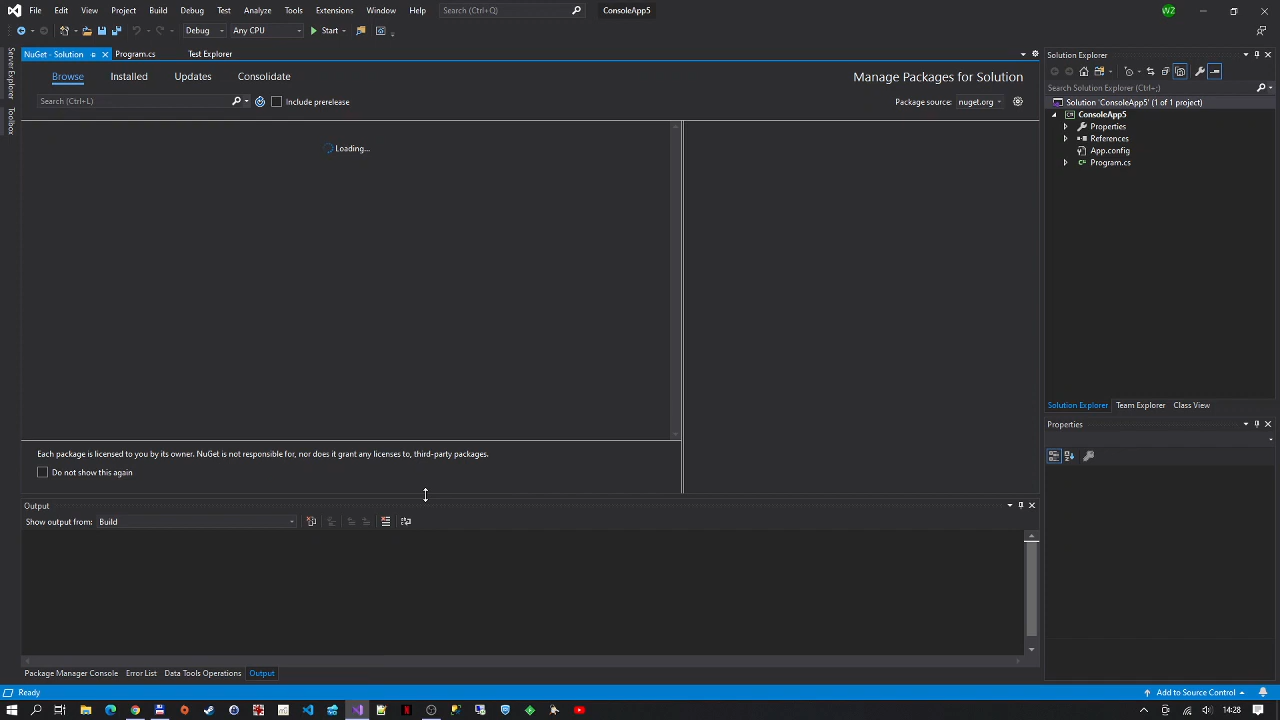 File Edit View Project Build Debug Test Analyze Tools Extensions Window Help Search (Ctrl+Q) ConsoleApp5 WZ
Debug Any CPU Start
NuGet - Solution Program.cs Test Explorer
Server Explorer
Toolbox
Browse Installed Updates Consolidate
Manage Packages for Solution
Search (Ctrl+L) Include prerelease
Package source: nuget.org
Loading...
Each package is licensed to you by its owner. NuGet is not responsible for, nor does it grant any licenses to, third-party packages.
Do not show this again
Output
Show output from: Build
Package Manager Console Error List Data Tools Operations Output
Solution Explorer
Search Solution Explorer (Ctrl+;)
Solution 'ConsoleApp5' (1 of 1 project)
ConsoleApp5
Properties
References
App.config
Program.cs
Solution Explorer Team Explorer Class View
Properties
Ready
Add to Source Control
14:28